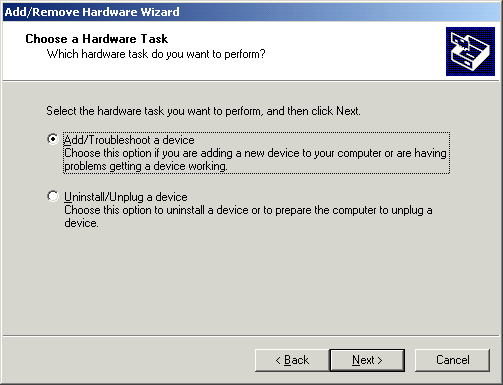 Add/Remove Hardware Wizard
Choose a Hardware Task
Which hardware task do you want to perform?
Select the hardware task you want to perform, and then click Next.
Add/Troubleshoot a device
Choose this option if you are adding a new device to your computer or are having
problems getting a device working.
Uninstall/Unplug a device
Choose this option to uninstall a device or to prepare the computer to unplug a
device.
< Back
Next >
Cancel